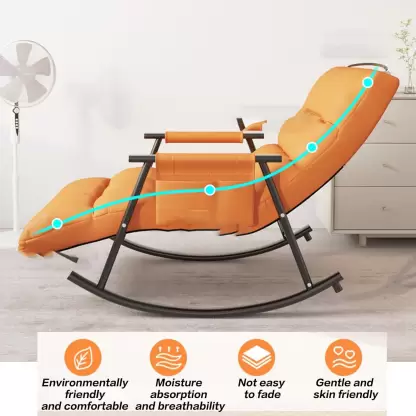 Environmentally
friendly
and comfortable
Moisture
absorption
and breathability
Not easy
to fade
Gentle and
skin friendly